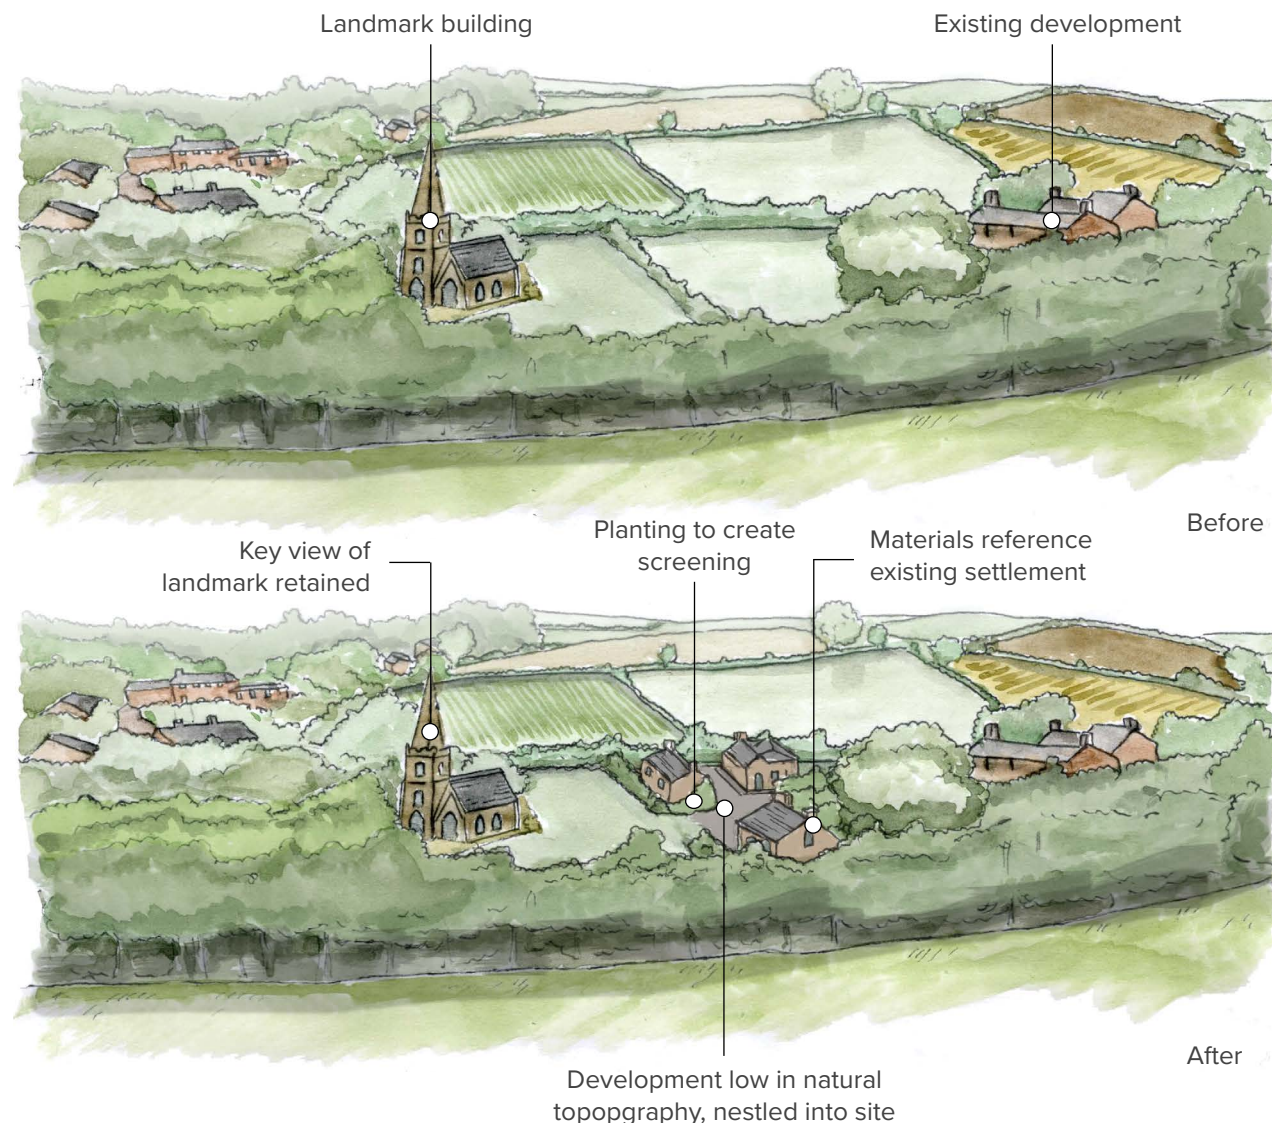 Landmark building
Existing development
Before
Planting to create
screening
Key view of
landmark retained
Materials reference
existing settlement
After
Development low in natural
topopgraphy, nestled into site